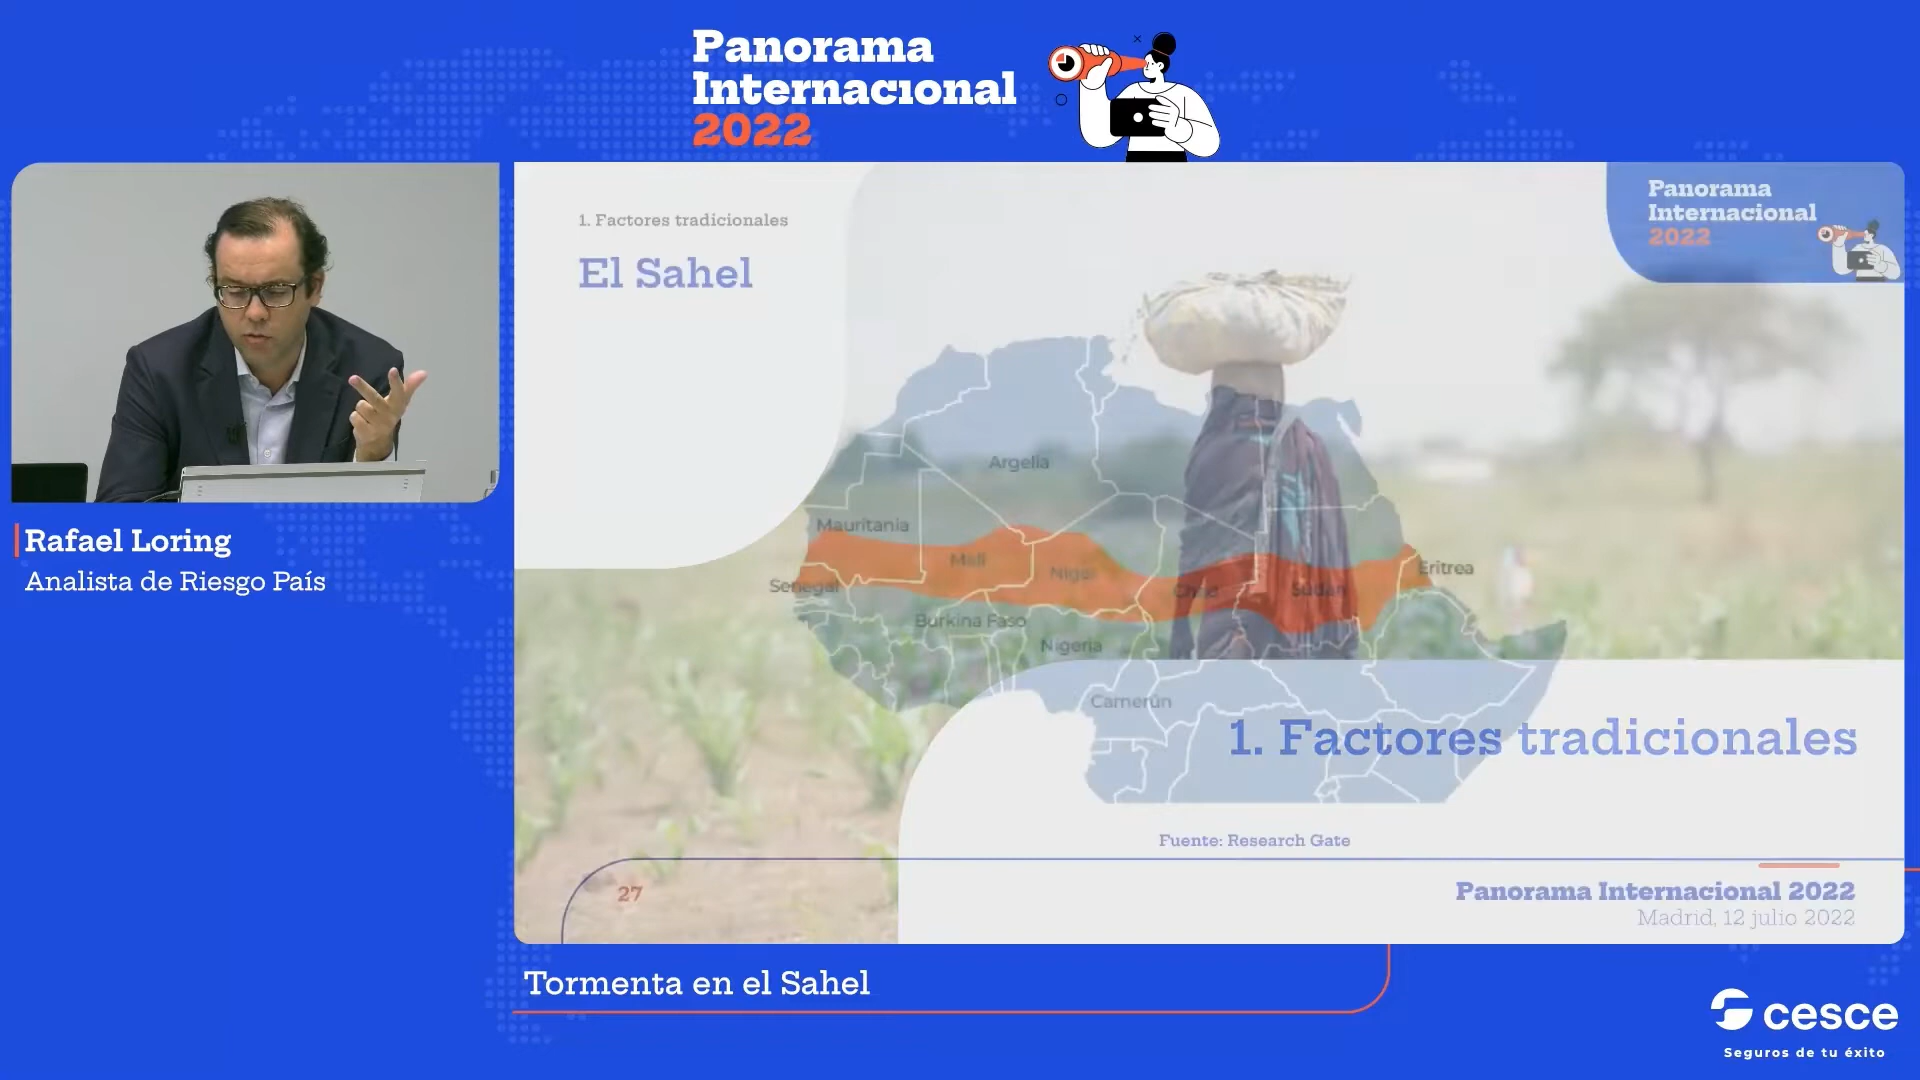 Panorama
Internacional
2022
1. Factores tradicionales
El Sahel
Panorama
Internacional
2022
Argelia
Mauritania
Mali
Niger
Chad
Sudán
Eritrea
Senegal
Burkina Faso
Nigeria
Camerún
1. Factores tradicionales
Fuente: Research Gate
27
Panorama Internacional 2022
Madrid, 12 julio 2022
Rafael Loring
Analista de Riesgo País
Tormenta en el Sahel
cesce
Seguros de tu éxito